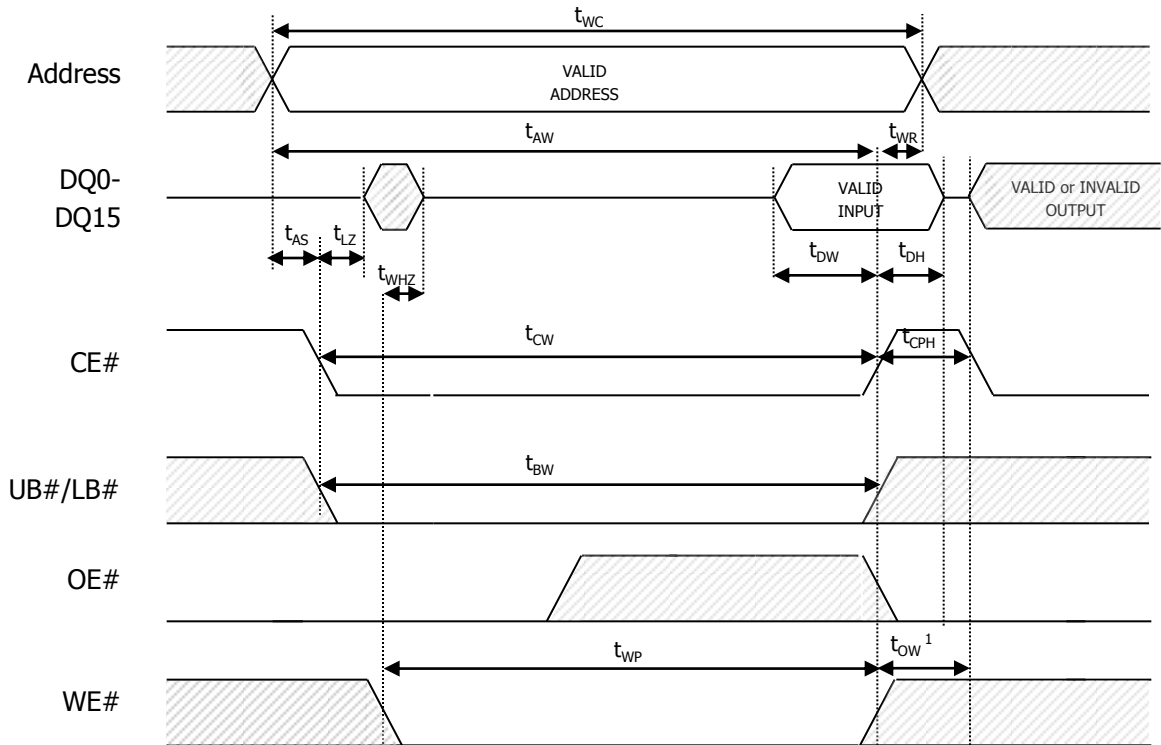 tWC
Address
VALID
ADDRESS
tAW
tWR
DQ0-
DQ15
VALID
INPUT
VALID or INVALID
OUTPUT
tAS
tLZ
tDW
tDH
tWHZ
CE#
tCW
tCPH
UB#/LB#
tBW
OE#
tWP
tOW 1
WE#